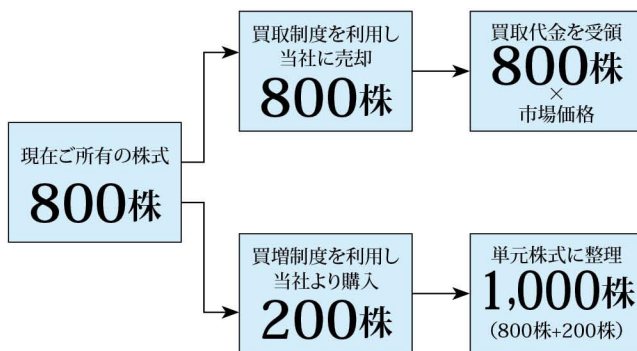 現在ご所有の株式
800株
買取制度を利用し
当社に売却
800株
買取代金を受領
800株
×
市場価格
買増制度を利用し
当社より購入
200株
単元株式に整理
1,000株
(800株+200株)